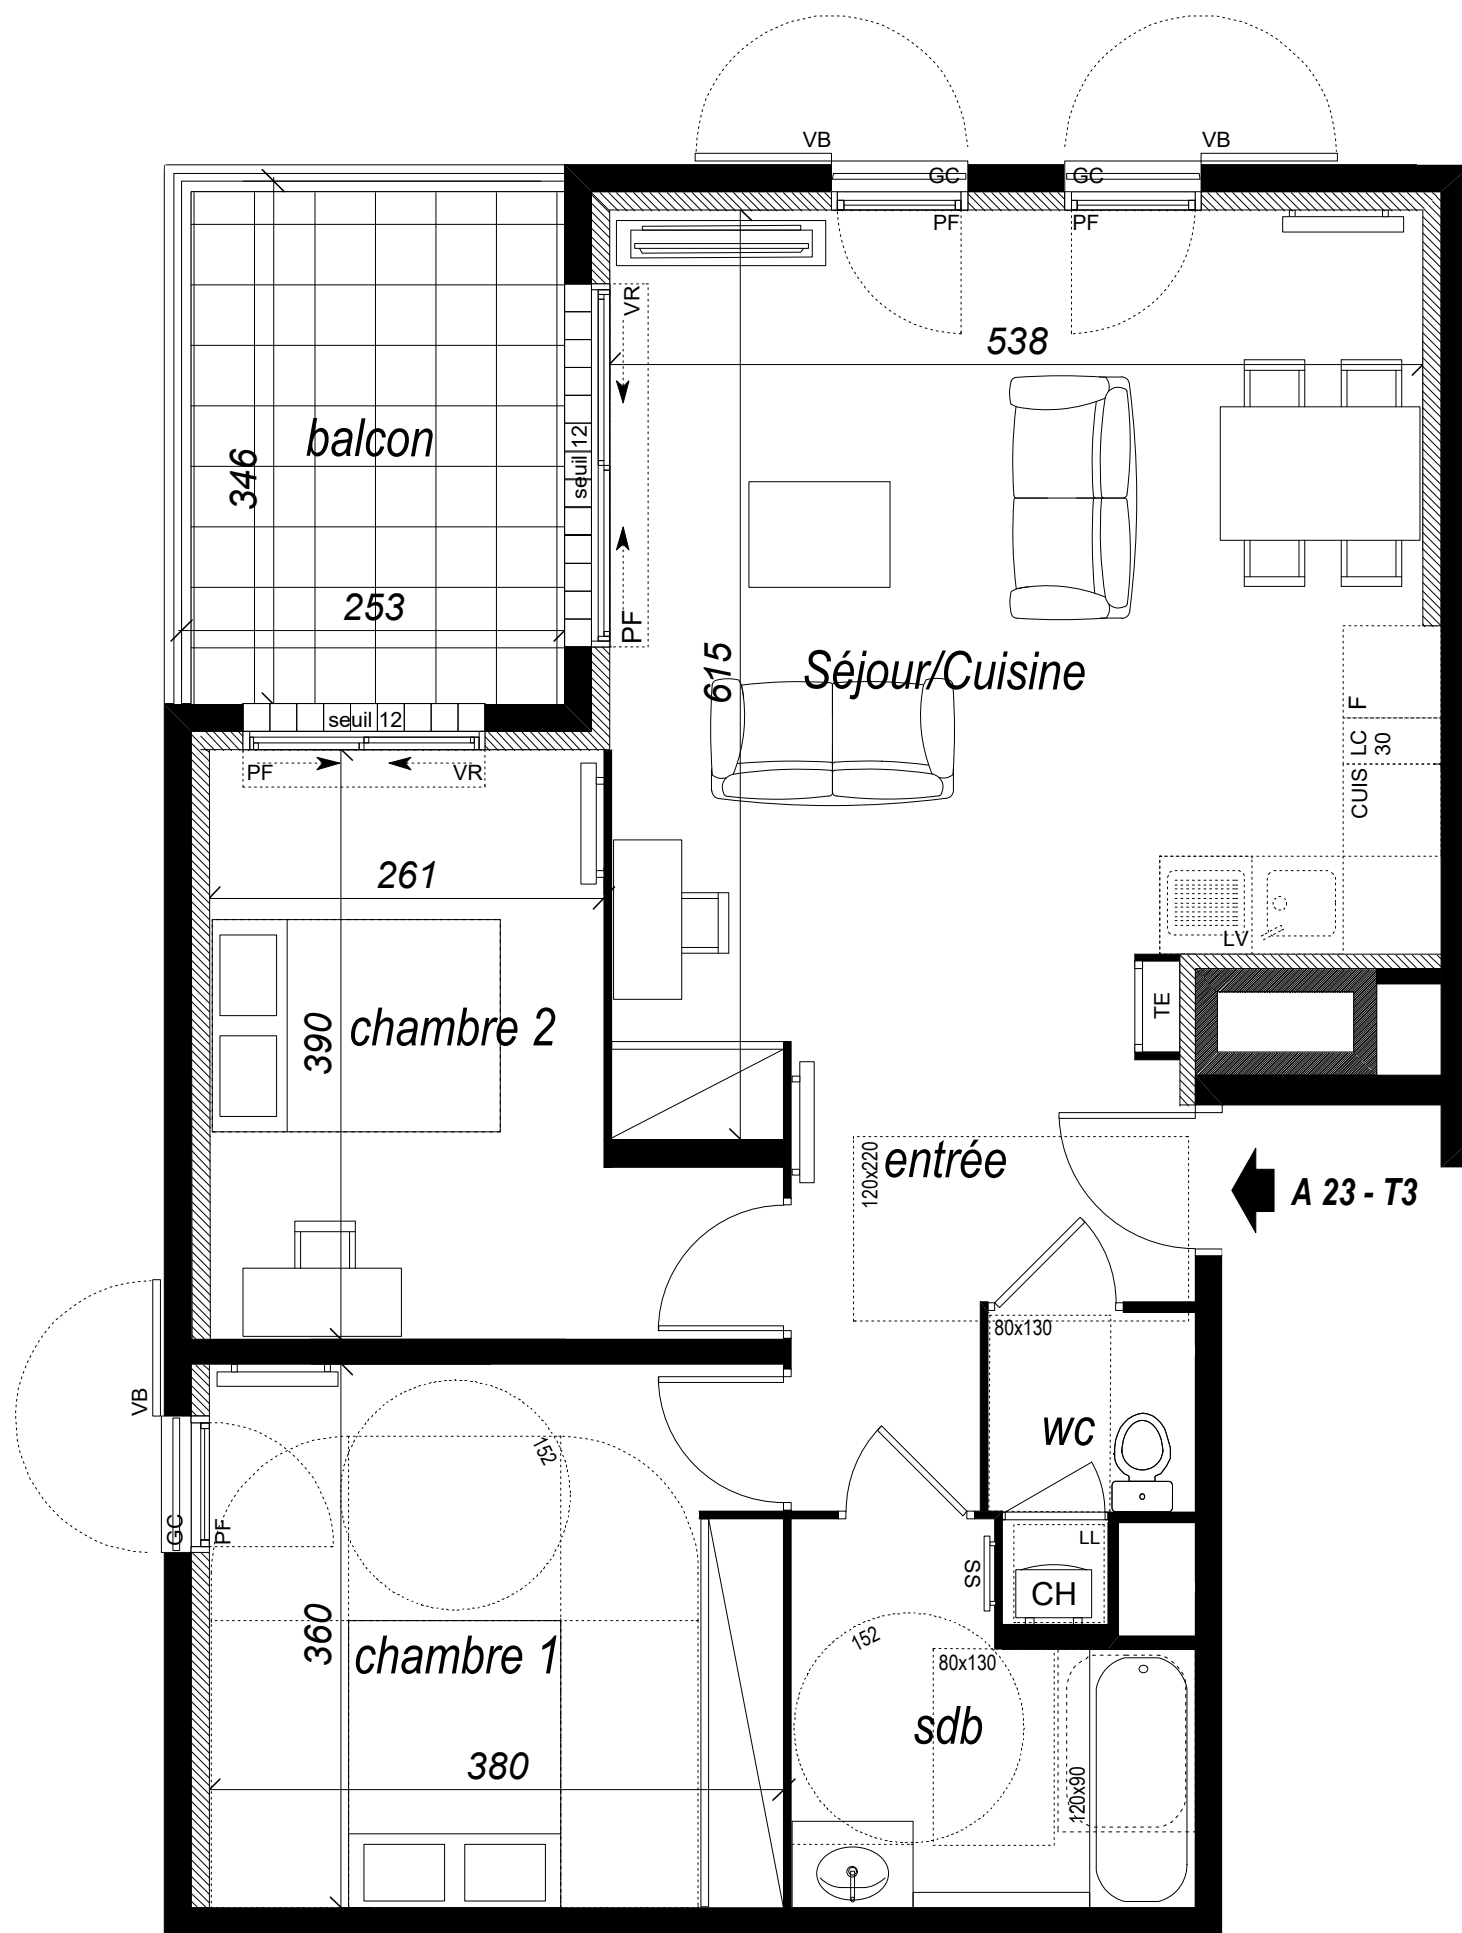 VB
VB
GC
GC
PF
PF
VR
538
balcon
346
seuil 12
253
PF
615
Séjour/Cuisine
F
LC
30
CUIS
seuil 12
PF
VR
261
LV
TE
390
chambre 2
120x220
entrée
A 23 - T3
80x130
VB
wc
152
GC
PF
LL
SS
CH
360
chambre 1
152
80x130
sdb
380
120x90